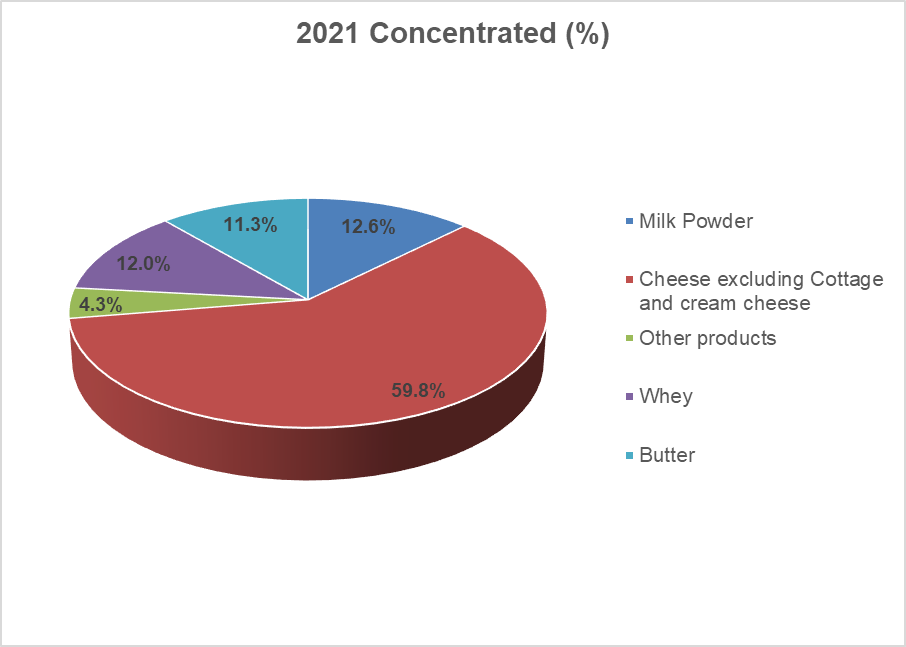 2021 Concentrated (%)
11.3%
12.6%
12.0%
4.3%
59.8%
Milk Powder
Cheese excluding Cottage
and cream cheese
Other products
Whey
Butter